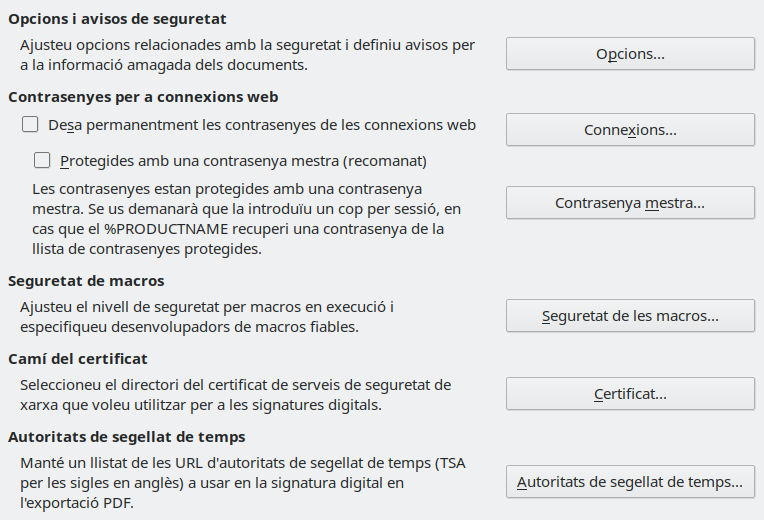 Opcions i avisos de seguretat
Ajusteu opcions relacionades amb la seguretat i definiu avisos per
a la informació amagada dels documents.
Opcions...
Contrasenyes per a connexions web
Desa permanentment les contrasenyes de les connexions web
Connexions...
Protegides amb una contrasenya mestra (recomanat)
Les contrasenyes estan protegides amb una contrasenya
mestra. Se us demanarà que la introduïu un cop per sessió, en
cas que el %PRODUCTNAME recuperi una contrasenya de la
llista de contrasenyes protegides.
Contrasenya mestra...
Seguretat de macros
Ajusteu el nivell de seguretat per macros en execució i
especifiqueu desenvolupadors de macros fiables.
Seguretat de les macros...
Camí del certificat
Seleccioneu el directori del certificat de serveis de seguretat de
xarxa que voleu utilitzar per a les signatures digitals.
Certificat...
Autoritats de segellat de temps
Manté un llistat de les URL d'autoritats de segellat de temps (TSA
per les sigles en anglès) a usar en la signatura digital en
l'exportació PDF.
Autoritats de segellat de temps...